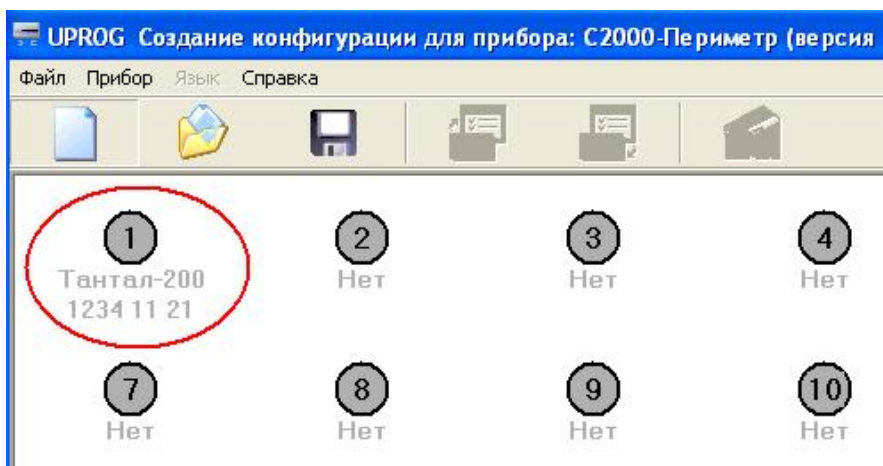 UPROG Создание конфигурации для прибора: С2000-Периметр (версия
Файл Прибор Язык Справка
1 2 3 4
Тантал-200 Нет Нет Нет
1234 11 21
7 8 9 10
Нет Нет Нет Нет